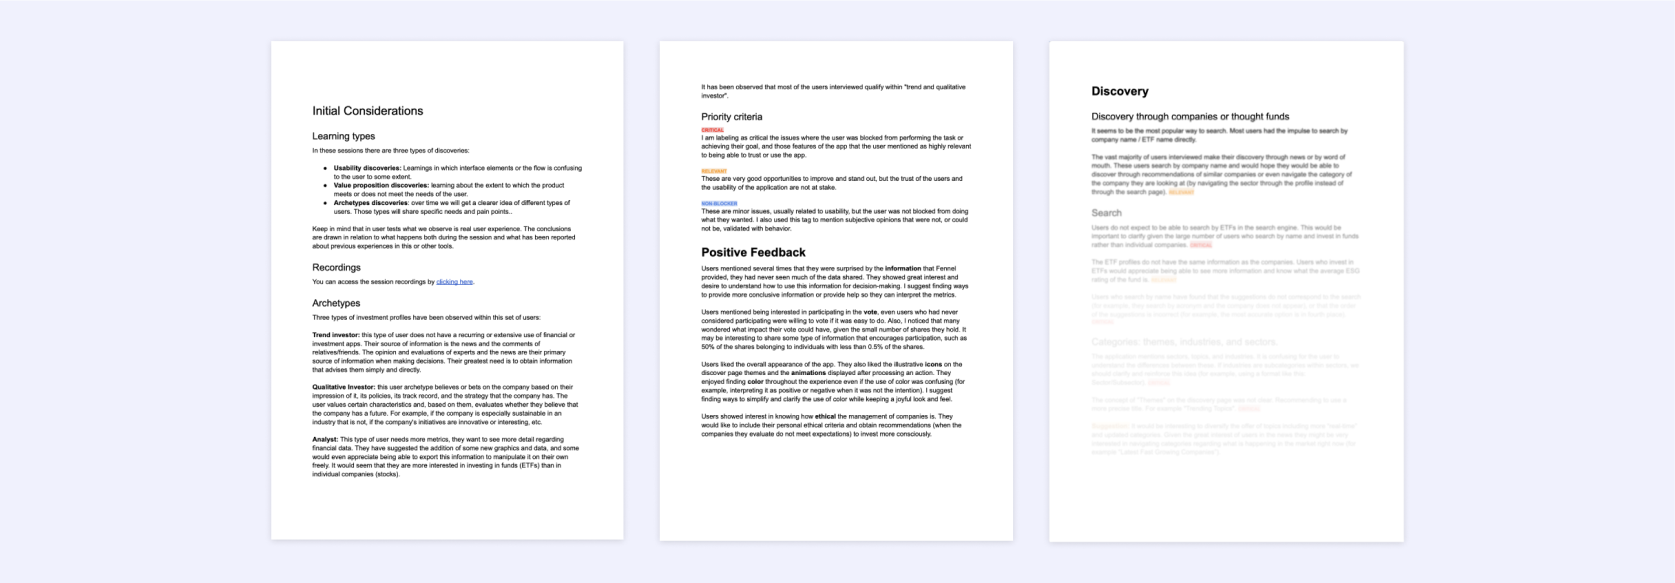 Initial Considerations
Learning types
In these sessions there are three types of discoveries:
● Usability discoveries: Learnings in which interface elements or the flow is confusing
to the user to some extent.
● Value proposition discoveries: learning about the extent to which the product
meets or does not meet the needs of the user.
● Archetypes discoveries: over time we will get a clearer idea of different types of
users. Those types will share specific needs and pain points..
Keep in mind that in user tests what we observe is real user experience. The conclusions
are drawn in relation to what happens both during the session and what has been reported
about previous experiences in this or other tools.
Recordings
You can access the session recordings by clicking here.
Archetypes
Three types of investment profiles have been observed within this set of users:
Trend investor: this type of user does not have a recurring or extensive use of financial or
investment apps. Their source of information is the news and the comments of
relatives/friends. The opinion and evaluations of experts and the news are their primary
source of information when making decisions. Their greatest need is to obtain information
that advises them simply and directly.
Qualitative Investor: this user archetype believes or bets on the company based on their
impression of it, its policies, its track record, and the strategy that the company has. The
user values certain characteristics and, based on them, evaluates whether they believe that
the company has a future. For example, if the company is especially sustainable in an
industry that is not, if the company's initiatives are innovative or interesting, etc.
Analyst: This type of user needs more metrics, they want to see more detail regarding
financial data. They have suggested the addition of some new graphics and data, and some
would even appreciate being able to export this information to manipulate it on their own
freely. It would seem that they are more interested in investing in funds (ETFs) than in
individual companies (stocks).
It has been observed that most of the users interviewed qualify within "trend and qualitative
investor".
Priority criteria
CRITICAL
I am labeling as critical the issues where the user was blocked from performing the task or
achieving their goal, and those features of the app that the user mentioned as highly relevant
to being able to trust or use the app.
RELEVANT
These are very good opportunities to improve and stand out, but the trust of the users and
the usability of the application are not at stake.
NON-BLOCKER
These are minor issues, usually related to usability, but the user was not blocked from doing
what they wanted. I also used this tag to mention subjective opinions that were not, or could
not be, validated with behavior.
Positive Feedback
Users mentioned several times that they were surprised by the information that Fennel
provided, they had never seen much of the data shared. They showed great interest and
desire to understand how to use this information for decision-making. I suggest finding ways
to provide more conclusive information or provide help so they can interpret the metrics.
Users mentioned being interested in participating in the vote, even users who had never
considered participating were willing to vote if it was easy to do. Also, I noticed that many
wondered what impact their vote could have, given the small number of shares they hold. It
may be interesting to share some type of information that encourages participation, such as
50% of the shares belonging to individuals with less than 0.5% of the shares.
Users liked the overall appearance of the app. They also liked the illustrative icons on the
discover page themes and the animations displayed after processing an action. They
enjoyed finding color throughout the experience even if the use of color was confusing (for
example, interpreting it as positive or negative when it was not the intention). I suggest
finding ways to simplify and clarify the use of color while keeping a joyful look and feel.
Users showed interest in knowing how ethical the management of companies is. They
would like to include their personal ethical criteria and obtain recommendations (when the
companies they evaluate do not meet expectations) to invest more consciously.
Discovery
Discovery through companies or thought funds
It seems to be the most popular way to search. Most users had the impulse to search by
company name / ETF name directly.
The vast majority of users interviewed make their discovery through news or by word of
mouth. These users search by company name and would hope they would be able to
discover through recommendations of similar companies or even navigate the category of
the company they are looking at (by navigating the sector through the profile instead of
through the search page). RELEVANT
Search
Users do not expect to be able to search by ETFs in the search engine. This would be
important to clarify given the large number of users who search by name and invest in funds
rather than individual companies. CRITICAL
The ETF profiles do not have the same information as the companies. Users who invest in
ETFs would appreciate being able to see more information and know what the average ESG
rating of the fund is.
Categories: themes, industries, and sectors.